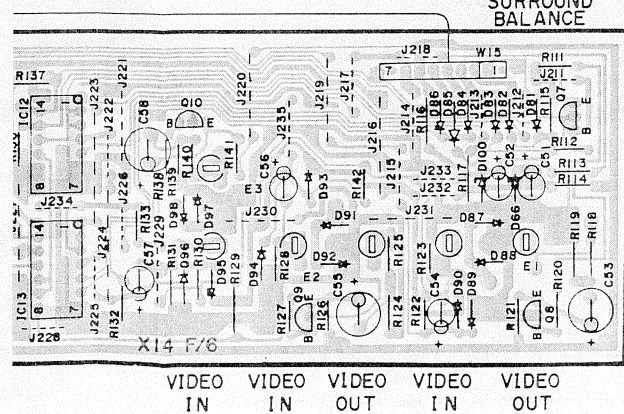 SURROUND
BALANCE
J218
W15
7
1
R111
J211
R137
J223
J221
J222
J220
J219
J217
J216
J214
R116
D86
D85
D84
J213
D83
D82
J212
D81
R115
Q7
B
E
IC12
14
8
7
C58
Q10
B
E
J235
R140
R141
C56
R142
J215
J233
J232
R117
D100
C52
R112
R113
R114
R139
R138
J226
E3
D93
J234
R133
J229
D98
D97
J230
D91
J231
D87
D66
R119
R118
14
J224
C57
R131
D96
R130
D95
R129
D94
R128
D92
E2
C55
R125
R123
D88
E1
R120
C53
IC13
8
7
J225
R132
R127
Q9
B
E
R126
R124
R122
C54
D90
D89
R121
B
E
Q8
J228
X14 F/6
VIDEO IN
VIDEO IN
VIDEO OUT
VIDEO IN
VIDEO OUT